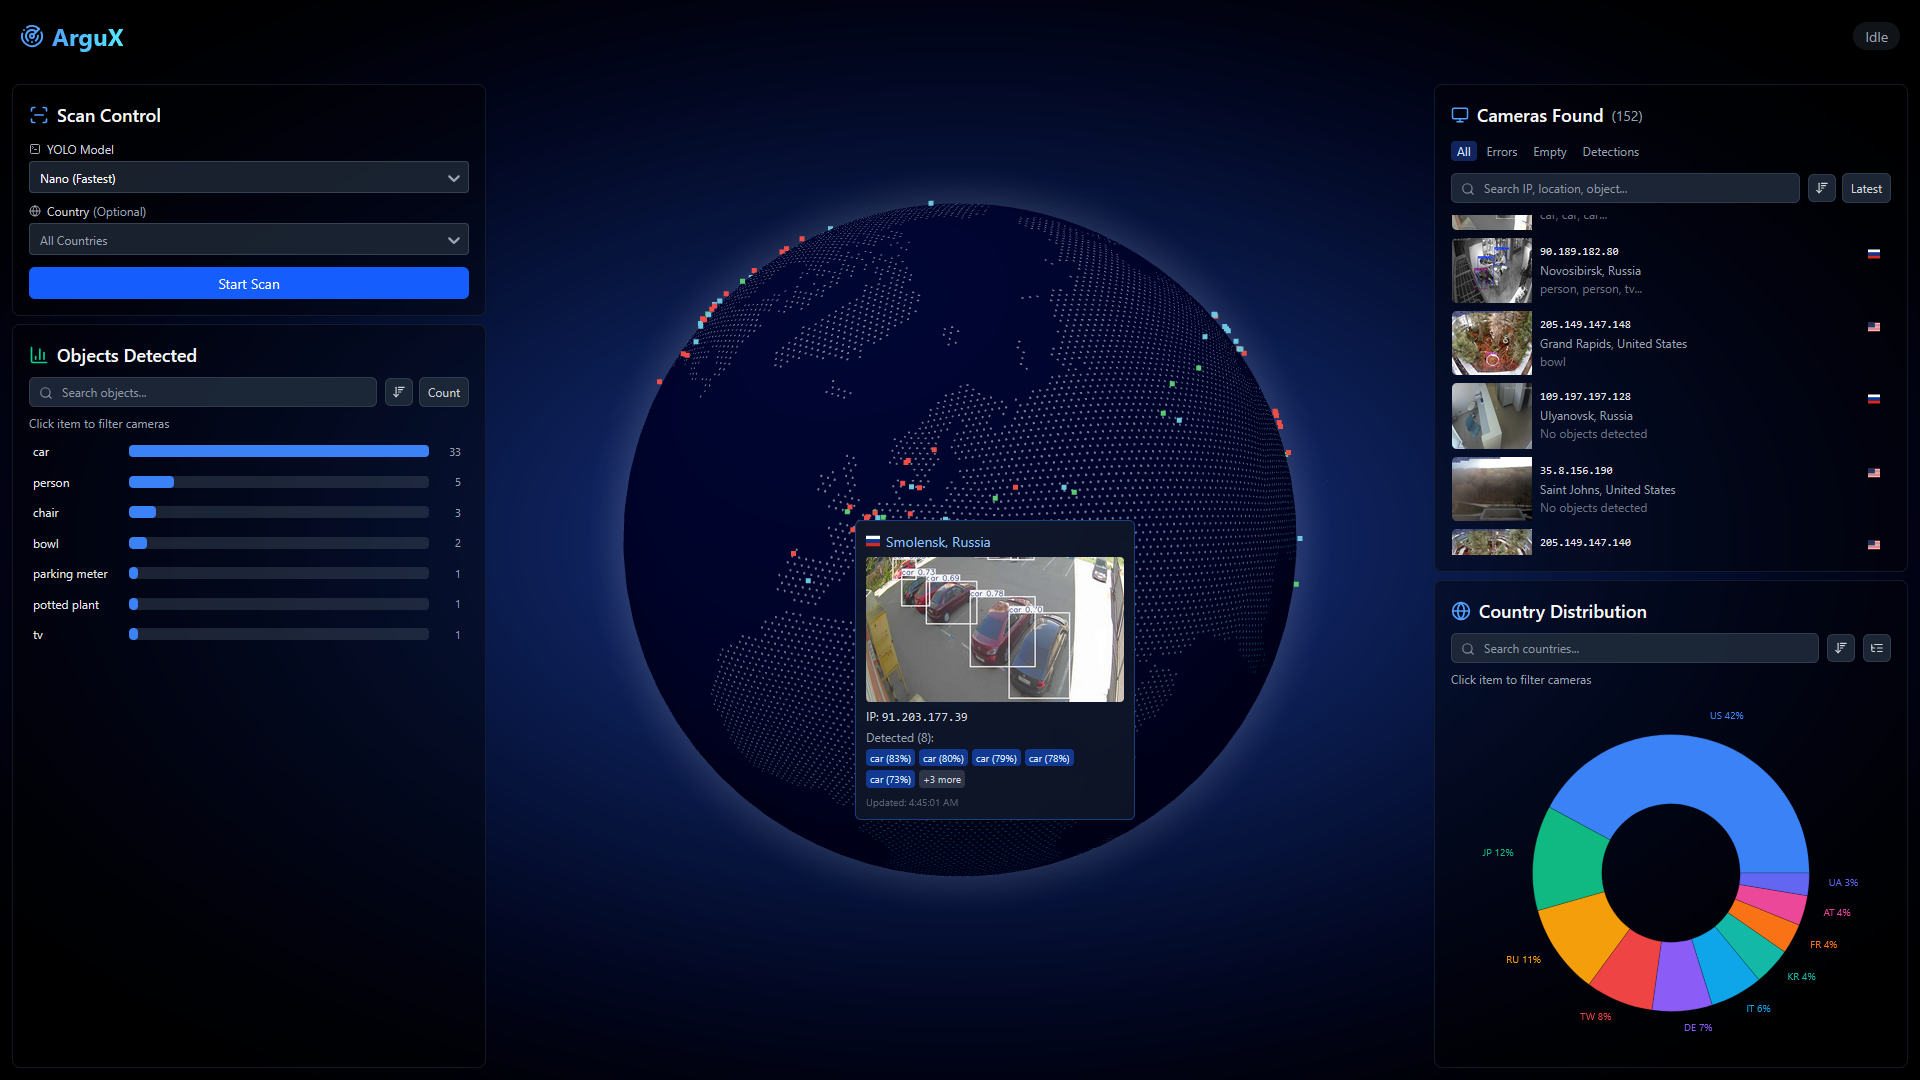 ArguX
Idle
Scan Control
YOLO Model
Nano (Fastest)
Country (Optional)
All Countries
Start Scan
Objects Detected
Search objects...
Count
Click item to filter cameras
car 33
person 5
chair 3
bowl 2
parking meter 1
potted plant 1
tv 1
Smolensk, Russia
car 0.73
car 0.69
car 0.78
car 0.70
IP: 91.203.177.39
Detected (8):
car (83%) car (80%) car (79%) car (78%)
car (73%) +3 more
Updated: 4:45:01 AM
Cameras Found (152)
All Errors Empty Detections
Search IP, location, object...
Latest
car, car, car...
90.189.182.80
Novosibirsk, Russia
person, person, tv...
205.149.147.148
Grand Rapids, United States
bowl
109.197.197.128
Ulyanovsk, Russia
No objects detected
35.8.156.190
Saint Johns, United States
No objects detected
205.149.147.140
Country Distribution
Search countries...
Click item to filter cameras
US 42%
JP 12%
UA 3%
AT 4%
FR 4%
RU 11%
KR 4%
IT 6%
TW 8%
DE 7%